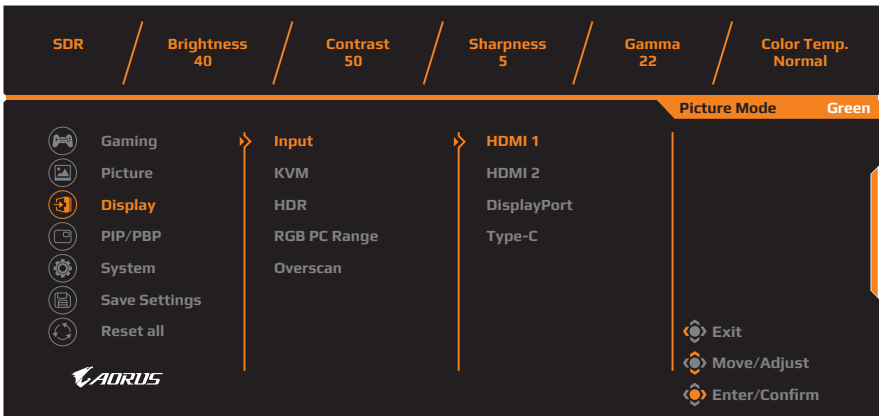 SDR
Brightness
40
Contrast
50
Sharpness
5
Gamma
22
Color Temp.
Normal
Picture Mode Green
Gaming
Picture
Display
PIP/PBP
System
Save Settings
Reset all
Input
KVM
HDR
RGB PC Range
Overscan
HDMI 1
HDMI 2
DisplayPort
Type-C
Exit
Move/Adjust
Enter/Confirm
AORUS